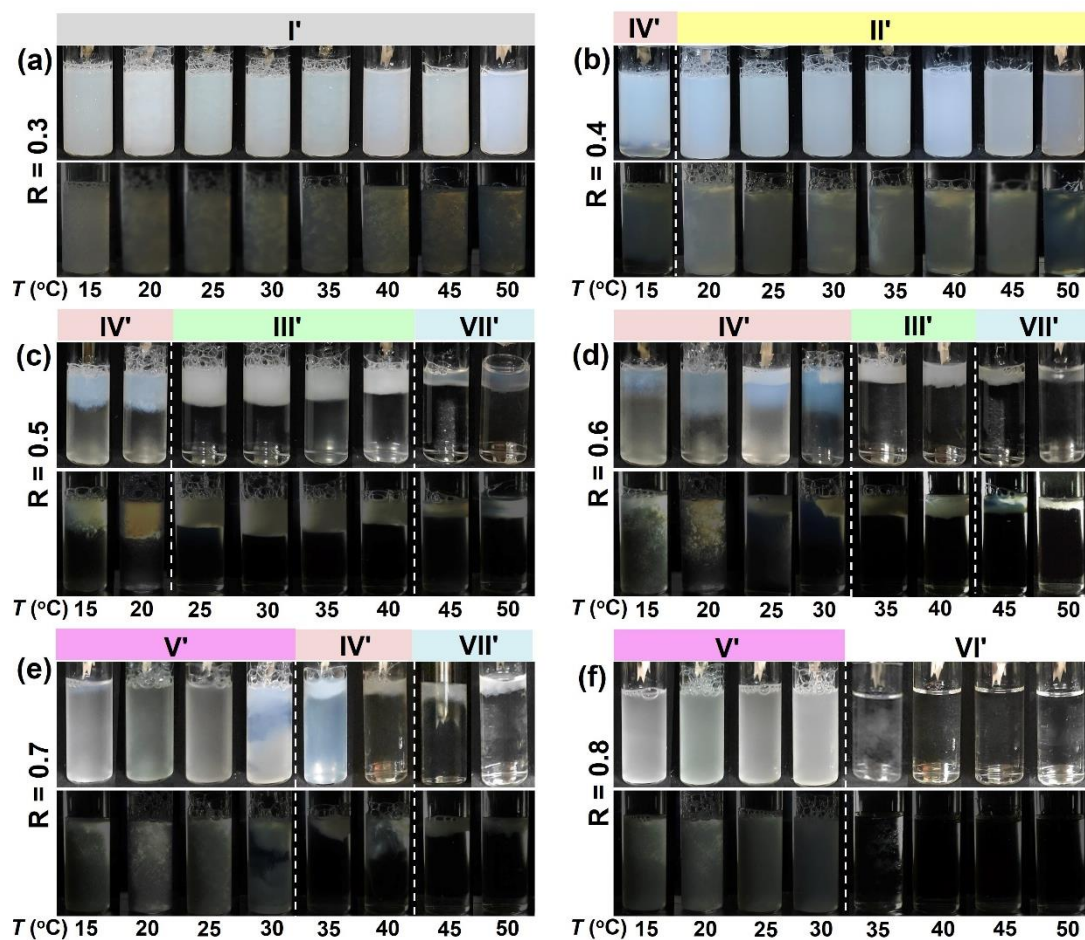 I'
(a)
R = 0.3
T (°C) 15 20 25 30 35 40 45 50
IV' II'
(b)
R = 0.4
T (°C) 15 20 25 30 35 40 45 50
IV' III' VII'
(c)
R = 0.5
T (°C) 15 20 25 30 35 40 45 50
IV' III' VII'
(d)
R = 0.6
T (°C) 15 20 25 30 35 40 45 50
V' IV' VII'
(e)
R = 0.7
T (°C) 15 20 25 30 35 40 45 50
V' VI'
(f)
R = 0.8
T (°C) 15 20 25 30 35 40 45 50